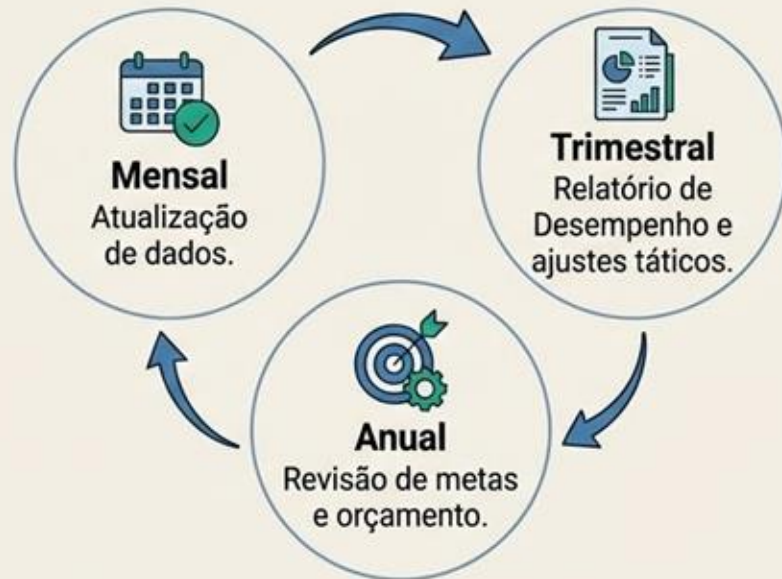 Mensal
Atualização
de dados.
Trimestral
Relatório de
Desempenho e
ajustes táticos.
Anual
Revisão de metas
e orçamento.